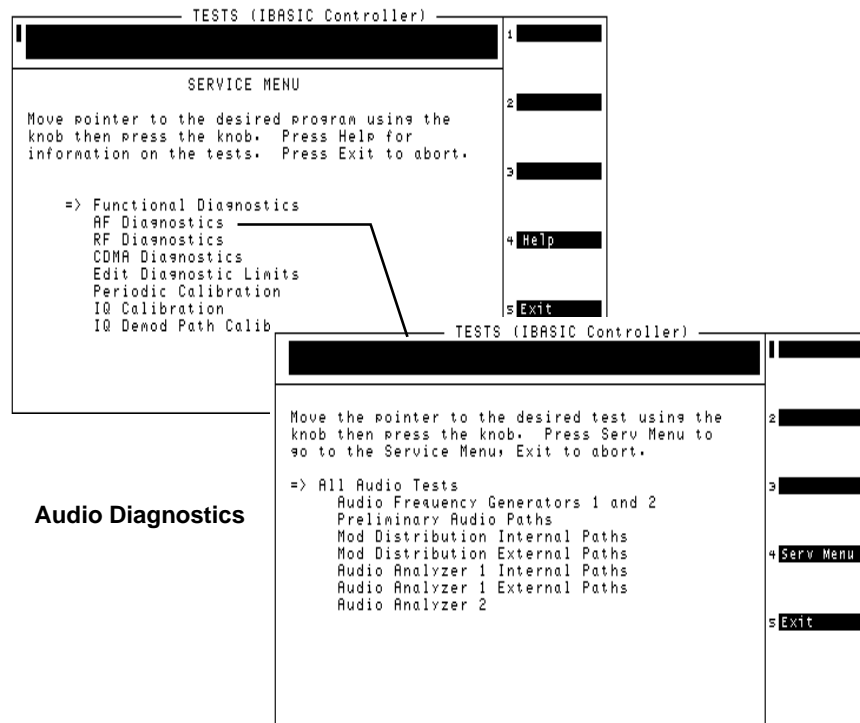 TESTS (IBASIC Controller)
1
SERVICE MENU
2
Move pointer to the desired program using the
knob then press the knob. Press Help for
information on the tests. Press Exit to abort.
3
=> Functional Diagnostics
AF Diagnostics
RF Diagnostics
4 Help
CDMA Diagnostics
Edit Diagnostic Limits
Periodic Calibration
IQ Calibration
5 Exit
IQ Demod Path Calib
TESTS (IBASIC Controller)
Move the pointer to the desired test using the
2
knob then press the knob. Press Serv Menu to
go to the Service Menu, Exit to abort.
=> All Audio Tests
3
Audio Frequency Generators 1 and 2
Preliminary Audio Paths
Mod Distribution Internal Paths
Mod Distribution External Paths
4 Serv Menu
Audio Analyzer 1 Internal Paths
Audio Analyzer 1 External Paths
Audio Analyzer 2
5 Exit
Audio Diagnostics